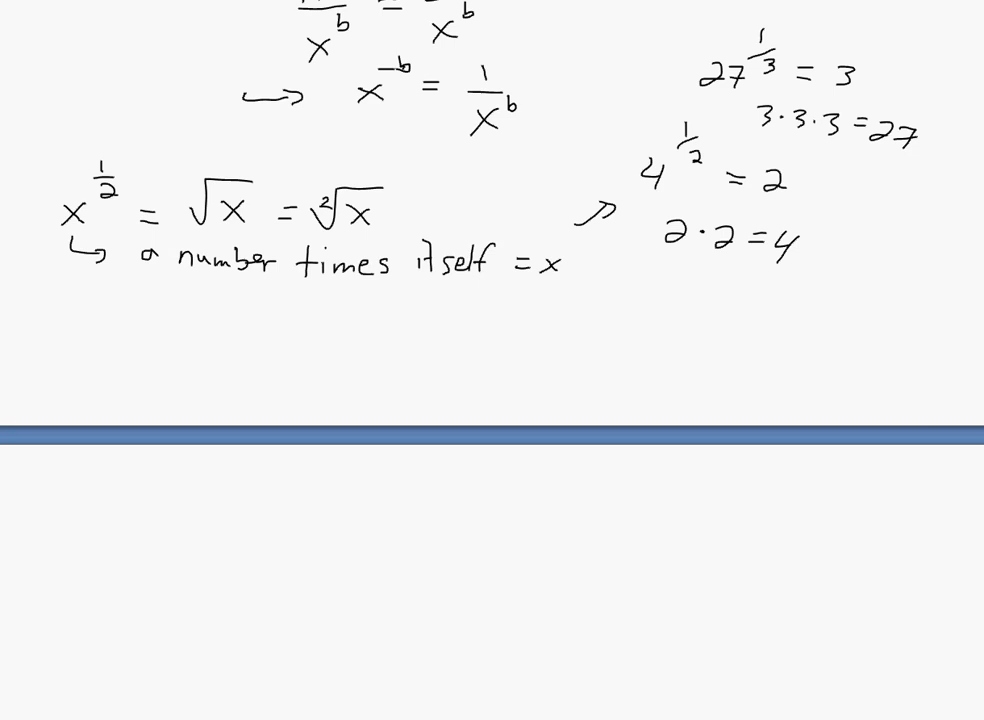 x^b = x^b
→ x^-b = 1/x^b
x^1/2 = √x = ²√x
↳ a number times itself = x
27^1/3 = 3
3·3·3=27
4^1/2 = 2
2·2=4